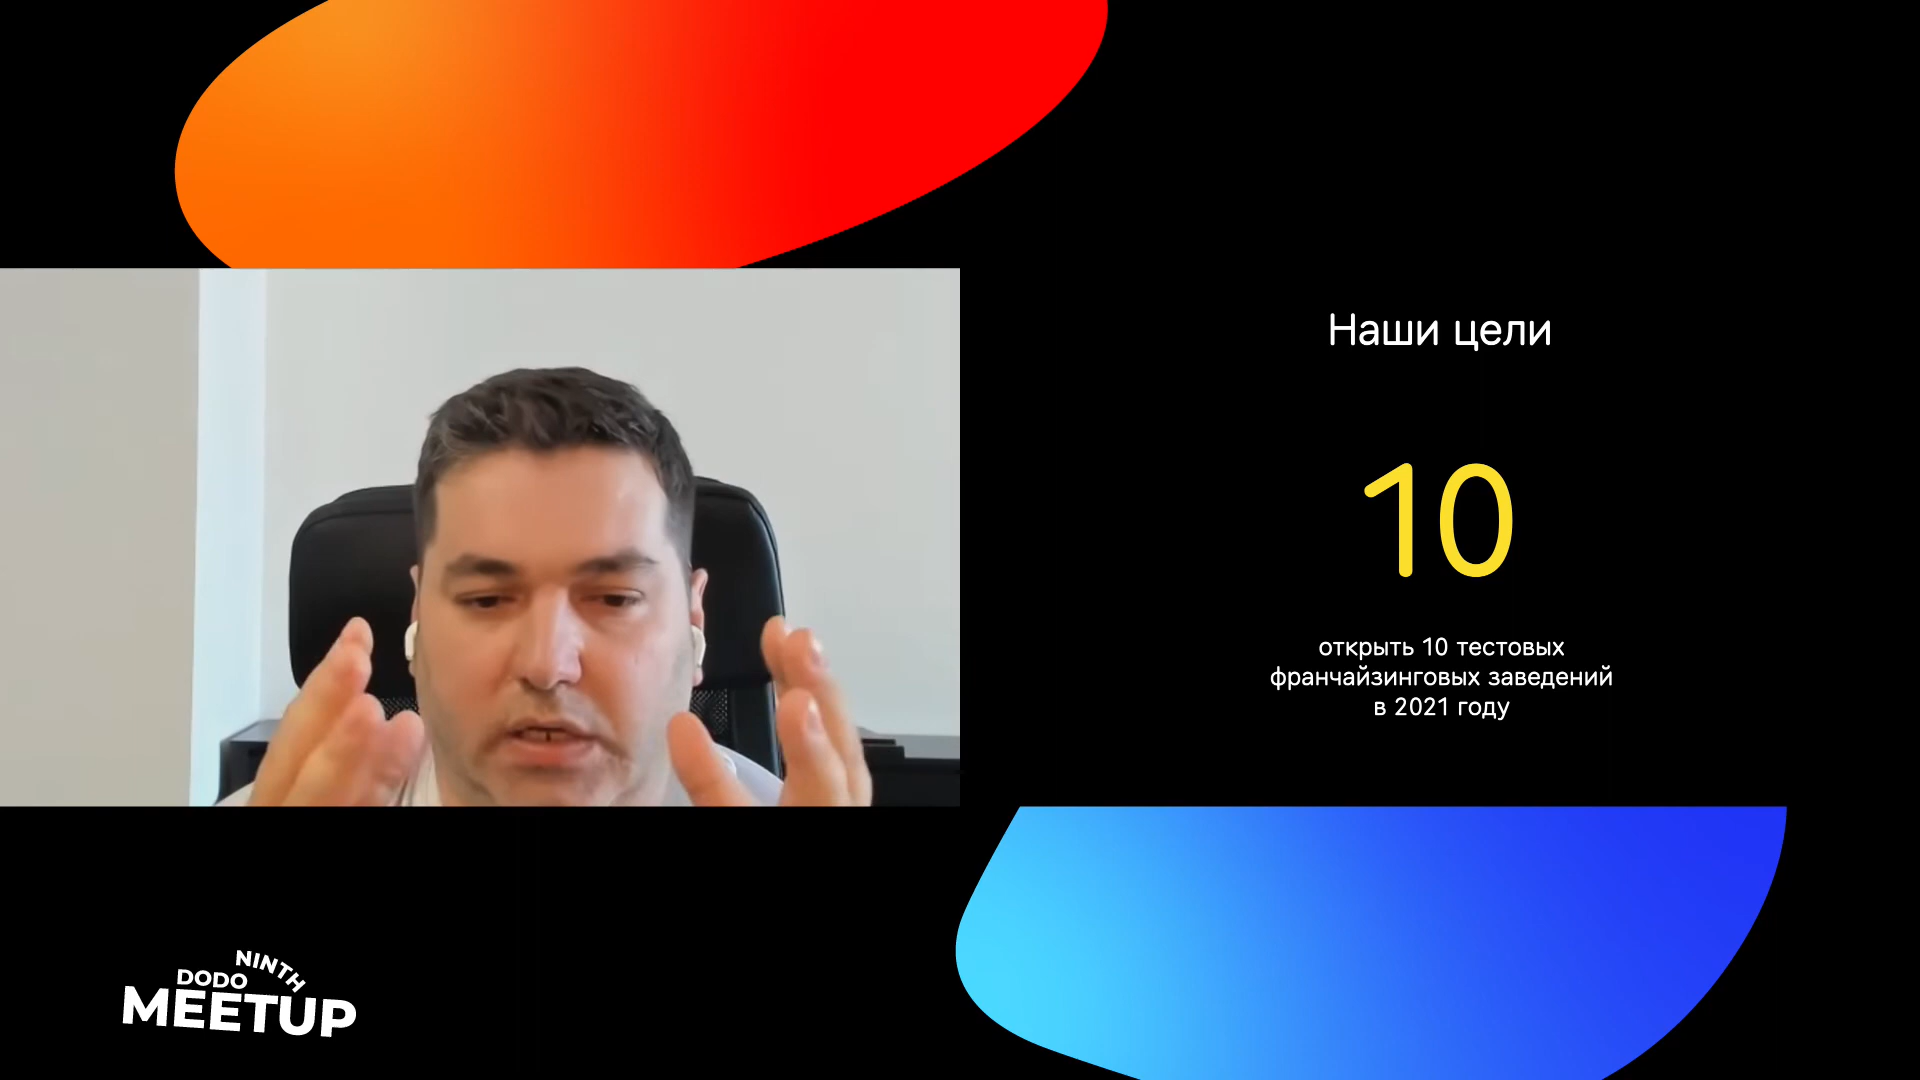 Наши цели
10
открыть 10 тестовых
франчайзинговых заведений
в 2021 году
NINTH
DODO
MEETUP